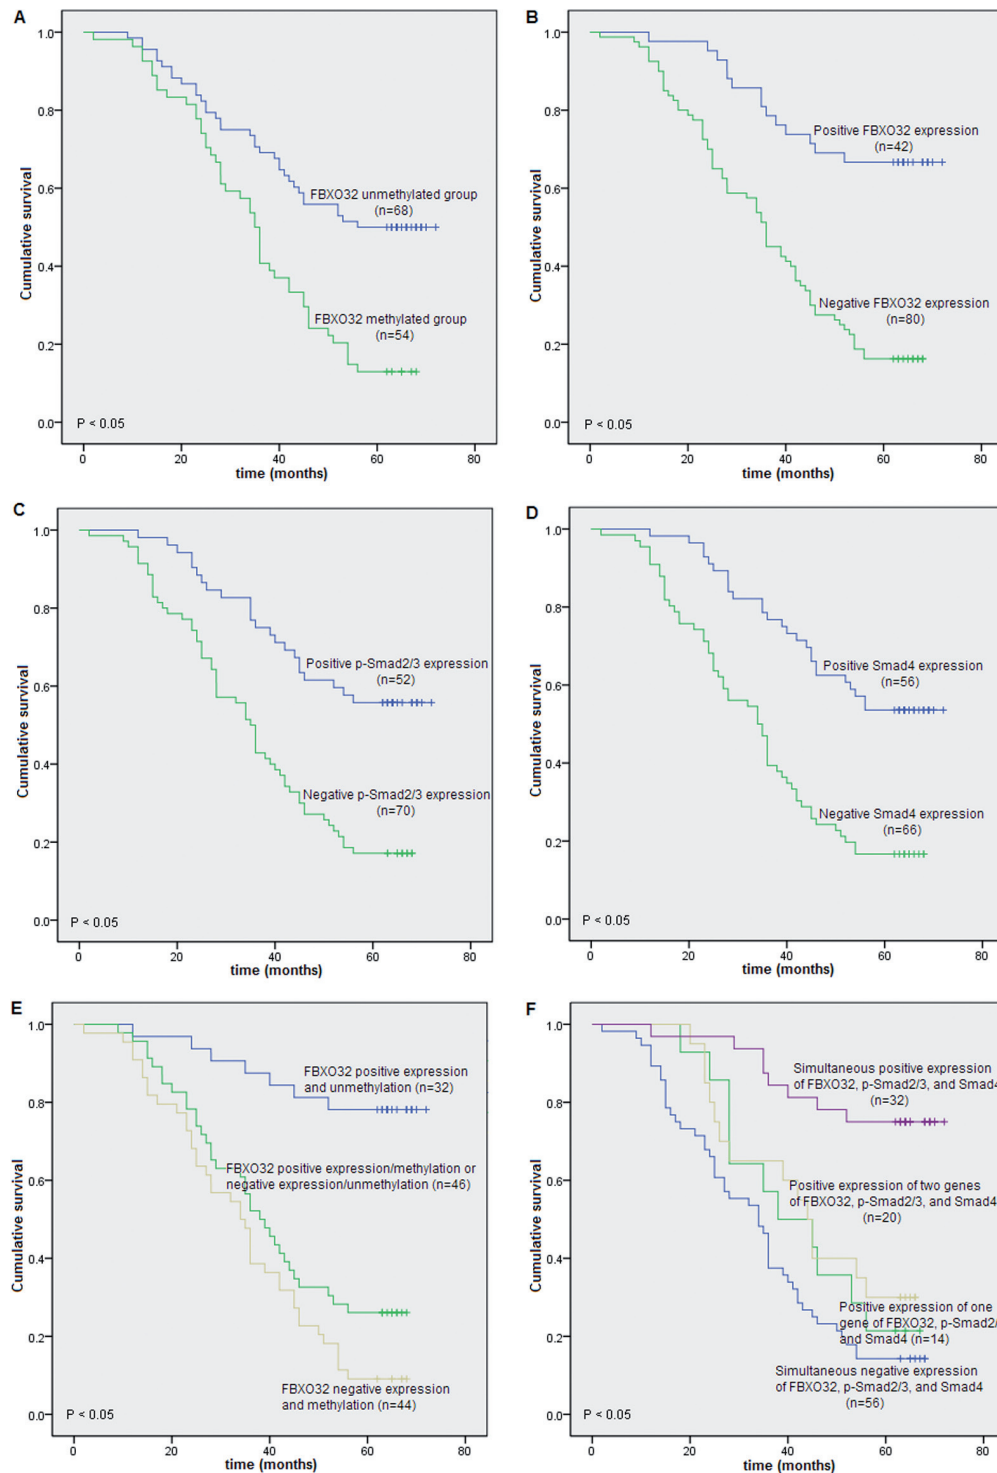 A
Cumulative survival
1.0
0.8
0.6
0.4
0.2
0.0
FBXO32 unmethylated group
(n=68)
FBXO32 methylated group
(n=54)
P < 0.05
0
20
40
60
80
time (months)
B
Cumulative survival
1.0
0.8
0.6
0.4
0.2
0.0
Positive FBXO32 expression
(n=42)
Negative FBXO32 expression
(n=80)
P < 0.05
0
20
40
60
80
time (months)
C
Cumulative survival
1.0
0.8
0.6
0.4
0.2
0.0
Positive p-Smad2/3 expression
(n=52)
Negative p-Smad2/3 expression
(n=70)
P < 0.05
0
20
40
60
80
time (months)
D
Cumulative survival
1.0
0.8
0.6
0.4
0.2
0.0
Positive Smad4 expression
(n=56)
Negative Smad4 expression
(n=66)
P < 0.05
0
20
40
60
80
time (months)
E
Cumulative survival
1.0
0.8
0.6
0.4
0.2
0.0
FBXO32 positive expression
and unmethylation (n=32)
FBXO32 positive expression/methylation or
negative expression/unmethylation (n=46)
FBXO32 negative expression
and methylation (n=44)
P < 0.05
0
20
40
60
80
time (months)
F
Cumulative survival
1.0
0.8
0.6
0.4
0.2
0.0
Simultaneous positive expression
of FBXO32, p-Smad2/3, and Smad4
(n=32)
Positive expression of two genes
of FBXO32, p-Smad2/3, and Smad4
(n=20)
Positive expression of one
gene of FBXO32, p-Smad2/
and Smad4 (n=14)
Simultaneous negative expression
of FBXO32, p-Smad2/3, and Smad4
(n=56)
P < 0.05
0
20
40
60
80
time (months)